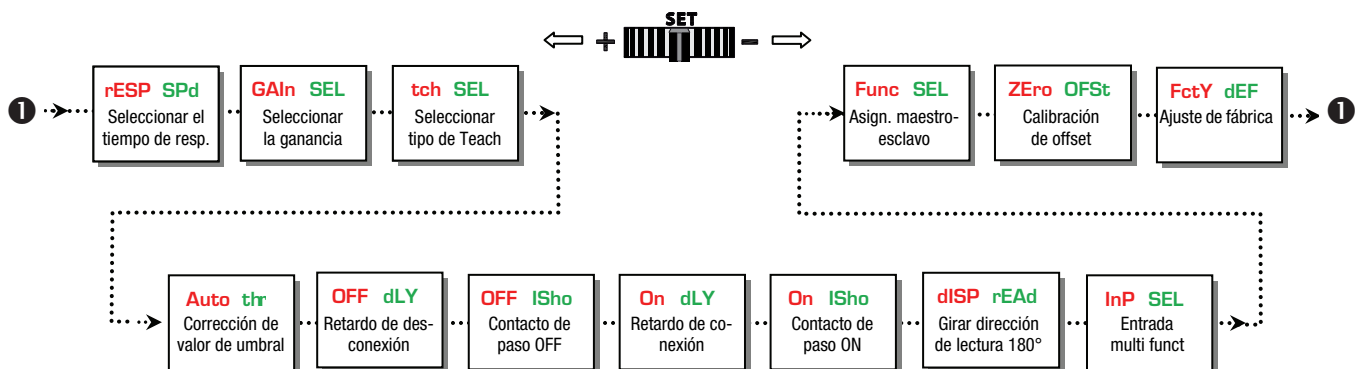 SET
+ -
❶
rESP SPd
Seleccionar el
tiempo de resp.
GAIn SEL
Seleccionar
la ganancia
tch SEL
Seleccionar
tipo de Teach
Auto thr
Corrección de
valor de umbral
OFF dLY
Retardo de des-
conexión
OFF ISho
Contacto de
paso OFF
On dLY
Retardo de co-
nexión
On ISho
Contacto de
paso ON
dISP rEAd
Girar dirección
de lectura 180°
InP SEL
Entrada
multi funct
Func SEL
Asign. maestro-
esclavo
ZEro OFSt
Calibración
de offset
FctY dEF
Ajuste de fábrica
❶